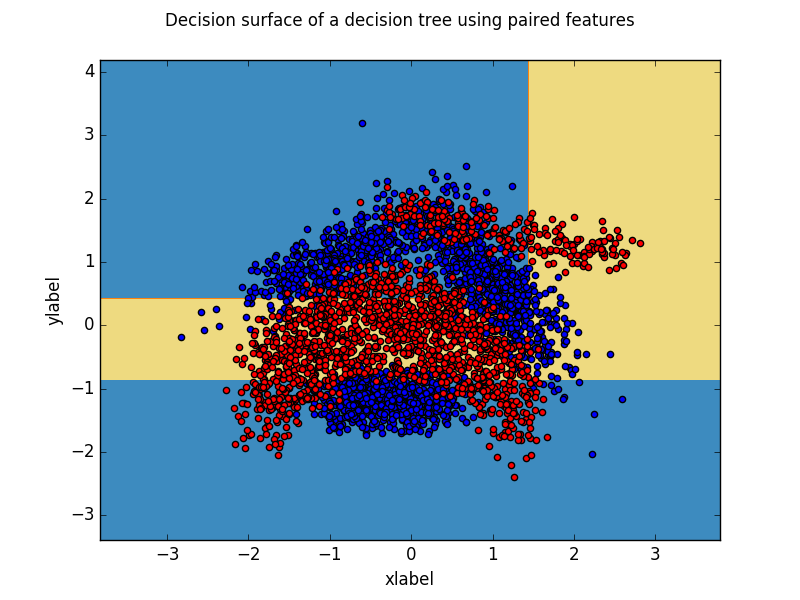 Decision surface of a decision tree using paired features
4
3
2
1
0
−1
−2
−3
ylabel
−3 −2 −1 0 1 2 3
xlabel